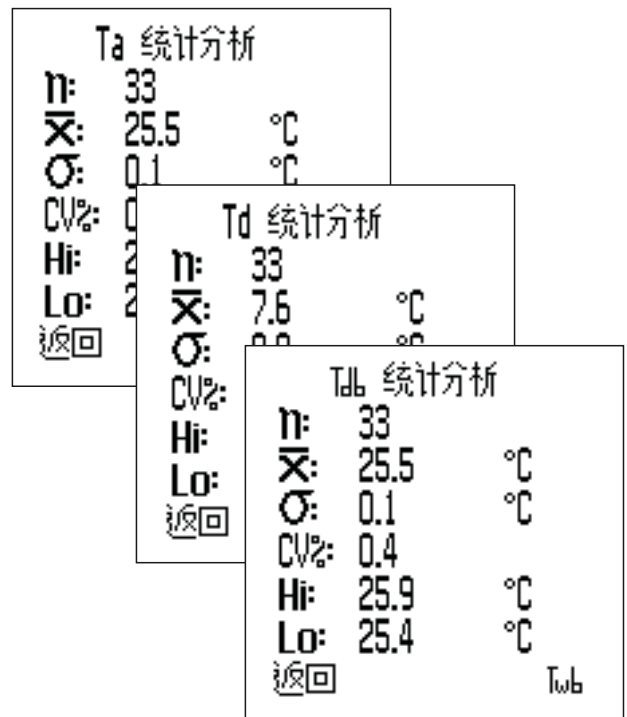 Ta 统计分析
n: 33
x̅: 25.5 °C
σ: 0.1 °C
CV%:
Hi:
Lo:
返回
Td 统计分析
n: 33
x̅: 7.6 °C
σ: °C
CV%:
Hi:
Lo:
返回
Tdb 统计分析
n: 33
x̅: 25.5 °C
σ: 0.1 °C
CV%: 0.4
Hi: 25.9 °C
Lo: 25.4 °C
返回 Twb